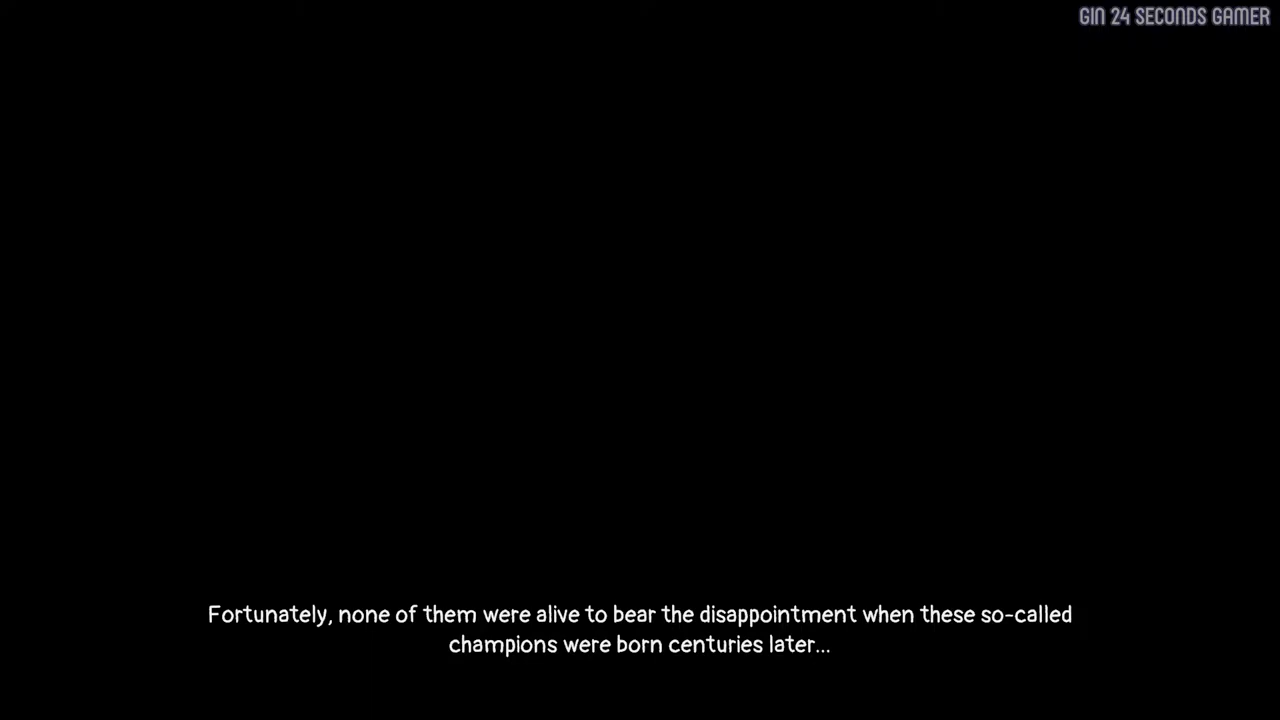 GIN 24 SECONDS GAMER
Fortunately, none of them were alive to bear the disappointment when these so-called
champions were born centuries later...